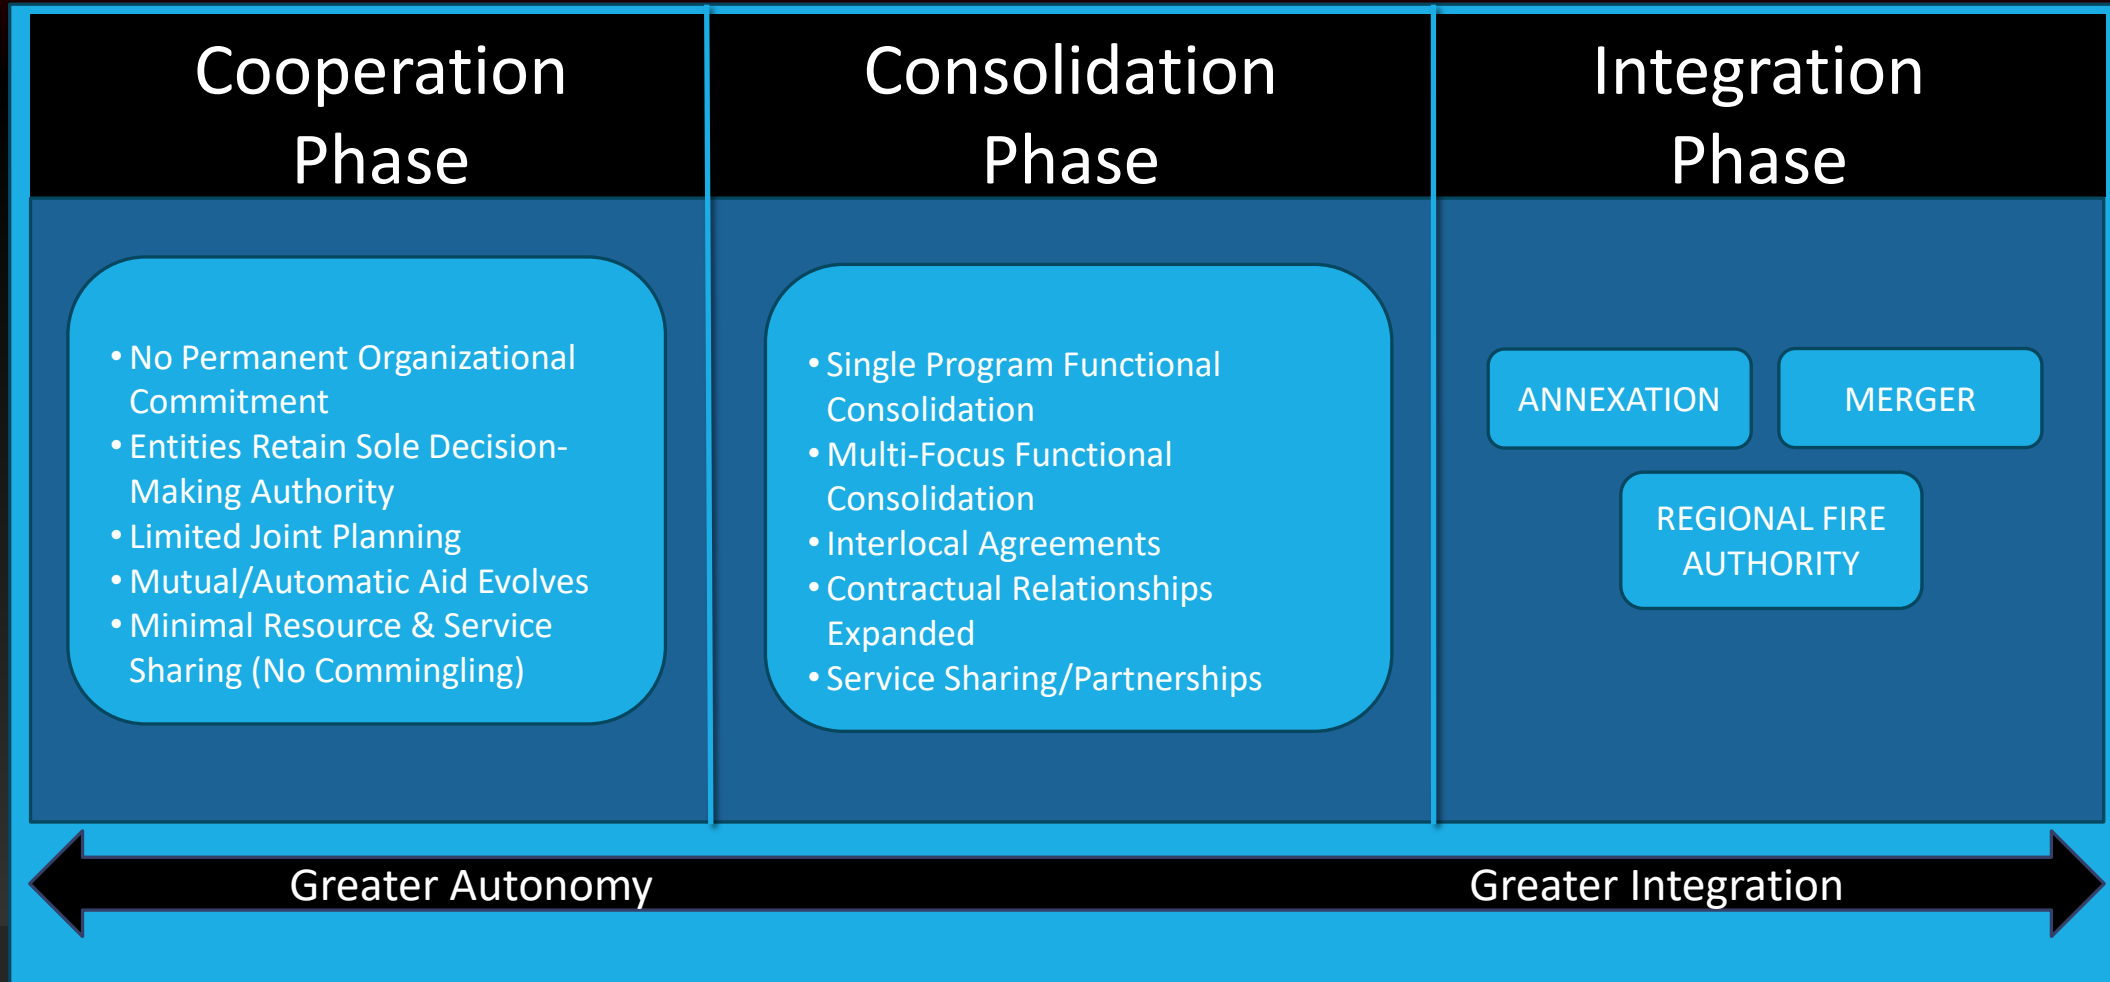 Cooperation
Phase
Consolidation
Phase
Integration
Phase
• No Permanent Organizational
Commitment
• Entities Retain Sole Decision-
Making Authority
• Limited Joint Planning
• Mutual/Automatic Aid Evolves
• Minimal Resource & Service
Sharing (No Commingling)
• Single Program Functional
Consolidation
• Multi-Focus Functional
Consolidation
• Interlocal Agreements
• Contractual Relationships
Expanded
• Service Sharing/Partnerships
ANNEXATION
MERGER
REGIONAL FIRE
AUTHORITY
Greater Autonomy
Greater Integration